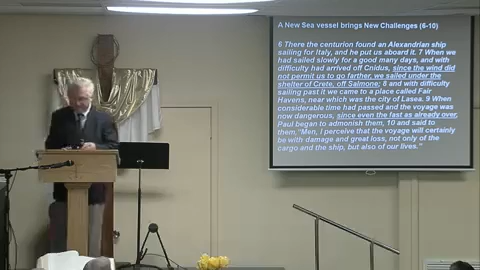 A New Sea vessel brings New Challenges (6-10)
6 There the centurion found an Alexandrian ship
sailing for Italy, and he put us aboard it. 7 When we
had sailed slowly for a good many days, and with
difficulty had arrived off Cnidus, since the wind did
not permit us to go farther, we sailed under the
shelter of Crete, off Salmone; 8 and with difficulty
sailing past it we came to a place called Fair
Havens, near which was the city of Lasea. 9 When
considerable time had passed and the voyage was
now dangerous, since even the fast as already over,
Paul began to admonish them, 10 and said to
them, "Men, I perceive that the voyage will certainly
be with damage and great loss, not only of the
cargo and the ship, but also of our lives."